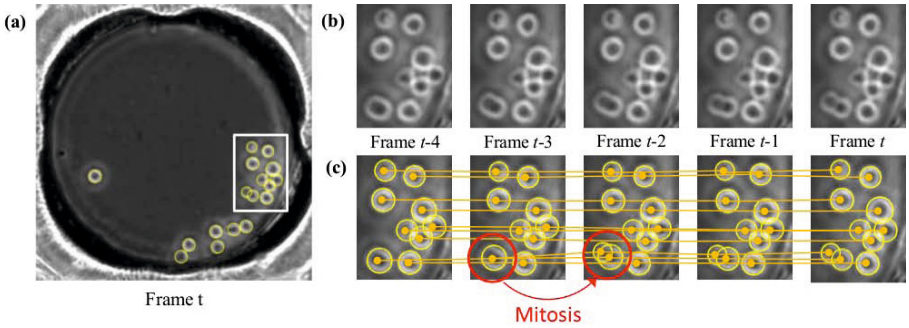 (a)
(b)
Frame t-4 Frame t-3 Frame t-2 Frame t-1 Frame t
(c)
Frame t
Mitosis